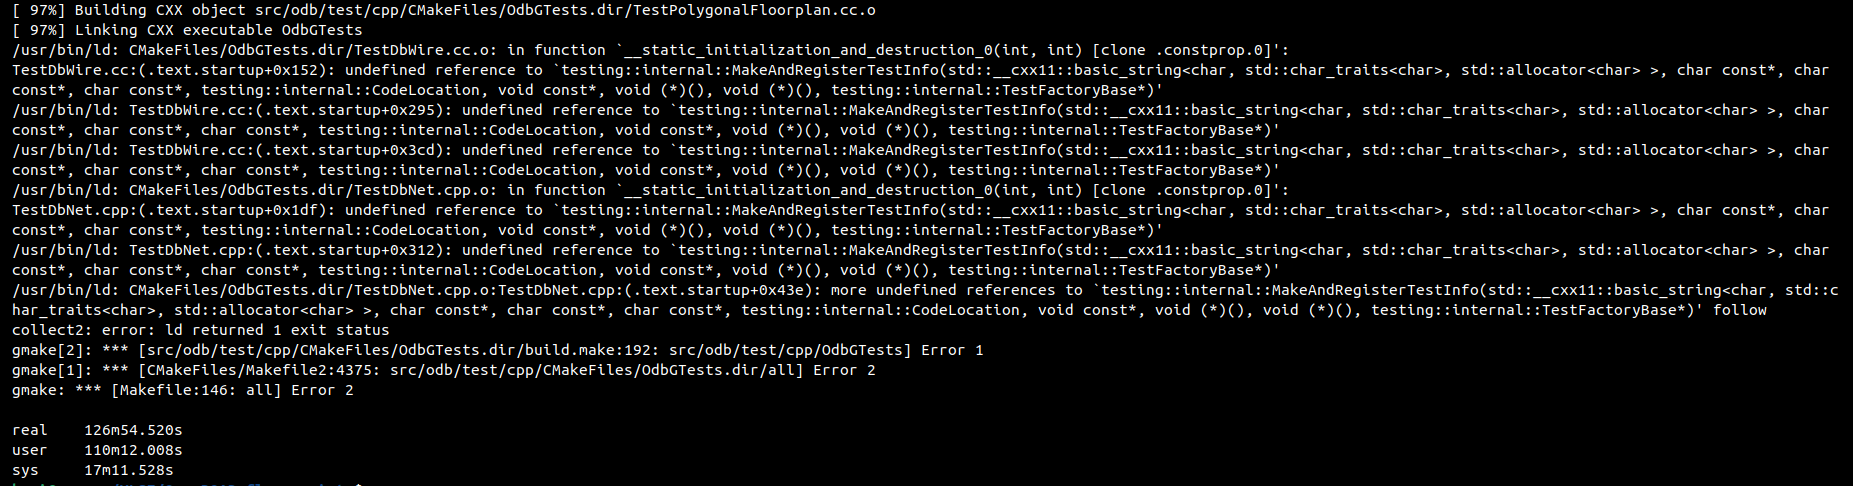 [ 97%] Building CXX object src/odb/test/cpp/CMakeFiles/OdbGTests.dir/TestPolygonalFloorplan.cc.o
[ 97%] Linking CXX executable OdbGTests
/usr/bin/ld: CMakeFiles/OdbGTests.dir/TestDbWire.cc.o: in function `__static_initialization_and_destruction_0(int, int) [clone .constprop.0]':
TestDbWire.cc:(.text.startup+0x152): undefined reference to `testing::internal::MakeAndRegisterTestInfo(std::__cxx11::basic_string<char, std::char_traits<char>, std::allocator<char> >, char const*, char
const*, char const*, testing::internal::CodeLocation, void const*, void (*)(), void (*)(), testing::internal::TestFactoryBase*)'
/usr/bin/ld: TestDbWire.cc:(.text.startup+0x295): undefined reference to `testing::internal::MakeAndRegisterTestInfo(std::__cxx11::basic_string<char, std::char_traits<char>, std::allocator<char> >, char
const*, char const*, char const*, testing::internal::CodeLocation, void const*, void (*)(), void (*)(), testing::internal::TestFactoryBase*)'
/usr/bin/ld: TestDbWire.cc:(.text.startup+0x3cd): undefined reference to `testing::internal::MakeAndRegisterTestInfo(std::__cxx11::basic_string<char, std::char_traits<char>, std::allocator<char> >, char
const*, char const*, char const*, testing::internal::CodeLocation, void const*, void (*)(), void (*)(), testing::internal::TestFactoryBase*)'
/usr/bin/ld: CMakeFiles/OdbGTests.dir/TestDbNet.cpp.o: in function `__static_initialization_and_destruction_0(int, int) [clone .constprop.0]':
TestDbNet.cpp:(.text.startup+0x1df): undefined reference to `testing::internal::MakeAndRegisterTestInfo(std::__cxx11::basic_string<char, std::char_traits<char>, std::allocator<char> >, char const*, char
const*, char const*, testing::internal::CodeLocation, void const*, void (*)(), void (*)(), testing::internal::TestFactoryBase*)'
/usr/bin/ld: TestDbNet.cpp:(.text.startup+0x312): undefined reference to `testing::internal::MakeAndRegisterTestInfo(std::__cxx11::basic_string<char, std::char_traits<char>, std::allocator<char> >, char
const*, char const*, char const*, testing::internal::CodeLocation, void const*, void (*)(), void (*)(), testing::internal::TestFactoryBase*)'
/usr/bin/ld: CMakeFiles/OdbGTests.dir/TestDbNet.cpp.o:TestDbNet.cpp:(.text.startup+0x43e): more undefined references to `testing::internal::MakeAndRegisterTestInfo(std::__cxx11::basic_string<char, std::c
har_traits<char>, std::allocator<char> >, char const*, char const*, char const*, testing::internal::CodeLocation, void const*, void (*)(), void (*)(), testing::internal::TestFactoryBase*)' follow
collect2: error: ld returned 1 exit status
gmake[2]: *** [src/odb/test/cpp/CMakeFiles/OdbGTests.dir/build.make:192: src/odb/test/cpp/OdbGTests] Error 1
gmake[1]: *** [CMakeFiles/Makefile2:4375: src/odb/test/cpp/CMakeFiles/OdbGTests.dir/all] Error 2
gmake: *** [Makefile:146: all] Error 2
real 126m54.520s
user 110m12.008s
sys 17m11.528s